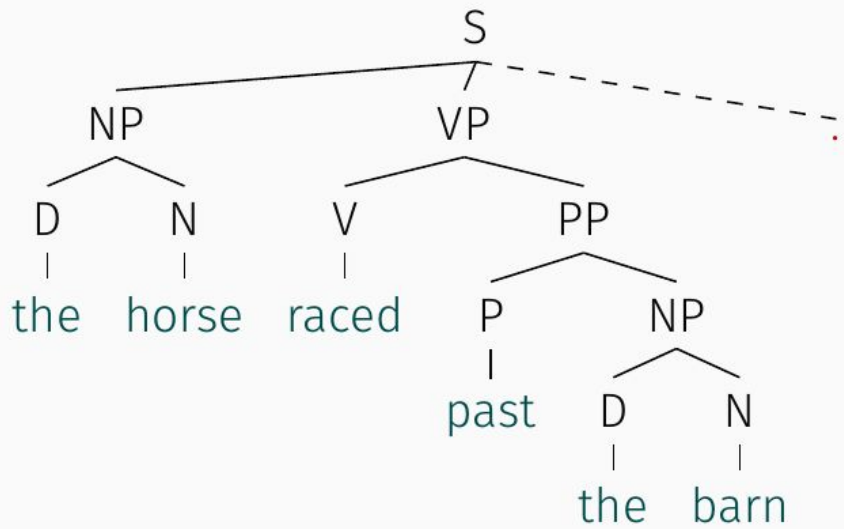 S
NP VP
D N V PP
the horse raced P NP
past D N
the barn